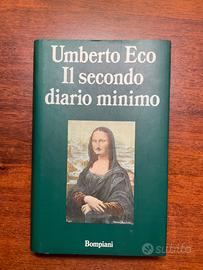 Umberto Eco
Il secondo
diario minimo
Bompiani
subito